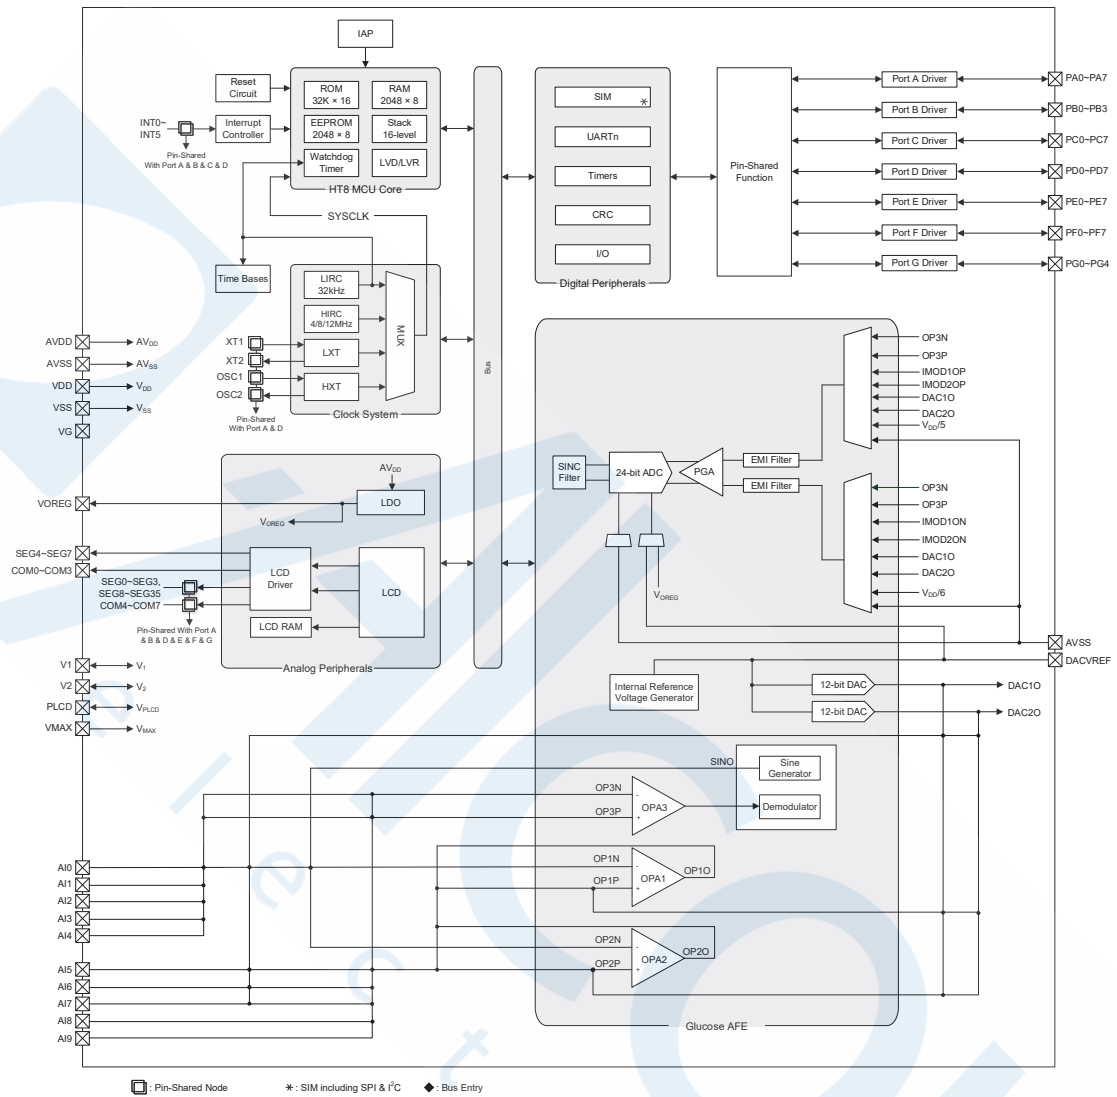 IAP
Reset
Circuit
INT0~
INT5
Interrupt
Controller
Pin-Shared
With Port A & B & C & D
ROM
32K × 16
RAM
2048 × 8
EEPROM
2048 × 8
Stack
16-level
Watchdog
Timer
LVD/LVR
HT8 MCU Core
SYSCLK
Time Bases
LIRC
32kHz
HIRC
4/8/12MHz
LXT
HXT
MUX
Clock System
XT1
XT2
OSC1
OSC2
Pin-Shared
With Port A & D
Bus
SIM
*
UARTn
Timers
CRC
I/O
Digital Peripherals
Pin-Shared
Function
Port A Driver
PA0~PA7
Port B Driver
PB0~PB3
Port C Driver
PC0~PC7
Port D Driver
PD0~PD7
Port E Driver
PE0~PE7
Port F Driver
PF0~PF7
Port G Driver
PG0~PG4
AVDD
AVDD
AVSS
AVSS
VDD
VDD
VSS
VSS
VG
VOREG
AVDD
LDO
VOREG
SEG4~SEG7
COM0~COM3
SEG0~SEG3,
SEG8~SEG35
COM4~COM7
Pin-Shared With Port A
& B & D & E & F & G
LCD
Driver
LCD
LCD RAM
Analog Peripherals
V1
V1
V2
V2
PLCD
VPLCD
VMAX
VMAX
SINC
Filter
24-bit ADC
PGA
EMI Filter
EMI Filter
VOREG
OP3N
OP3P
IMOD1OP
IMOD2OP
DAC1O
DAC2O
VDD/5
OP3N
OP3P
IMOD1ON
IMOD2ON
DAC1O
DAC2O
VDD/6
AVSS
DACVREF
Internal Reference
Voltage Generator
12-bit DAC
DAC1O
12-bit DAC
DAC2O
SINO
Sine
Generator
Demodulator
OP3N
OP3P
-
+
OPA3
OP1N
OP1P
-
+
OPA1
OP1O
OP2N
OP2P
-
+
OPA2
OP2O
Glucose AFE
AI0
AI1
AI2
AI3
AI4
AI5
AI6
AI7
AI8
AI9
: Pin-Shared Node
* : SIM including SPI & I²C
: Bus Entry